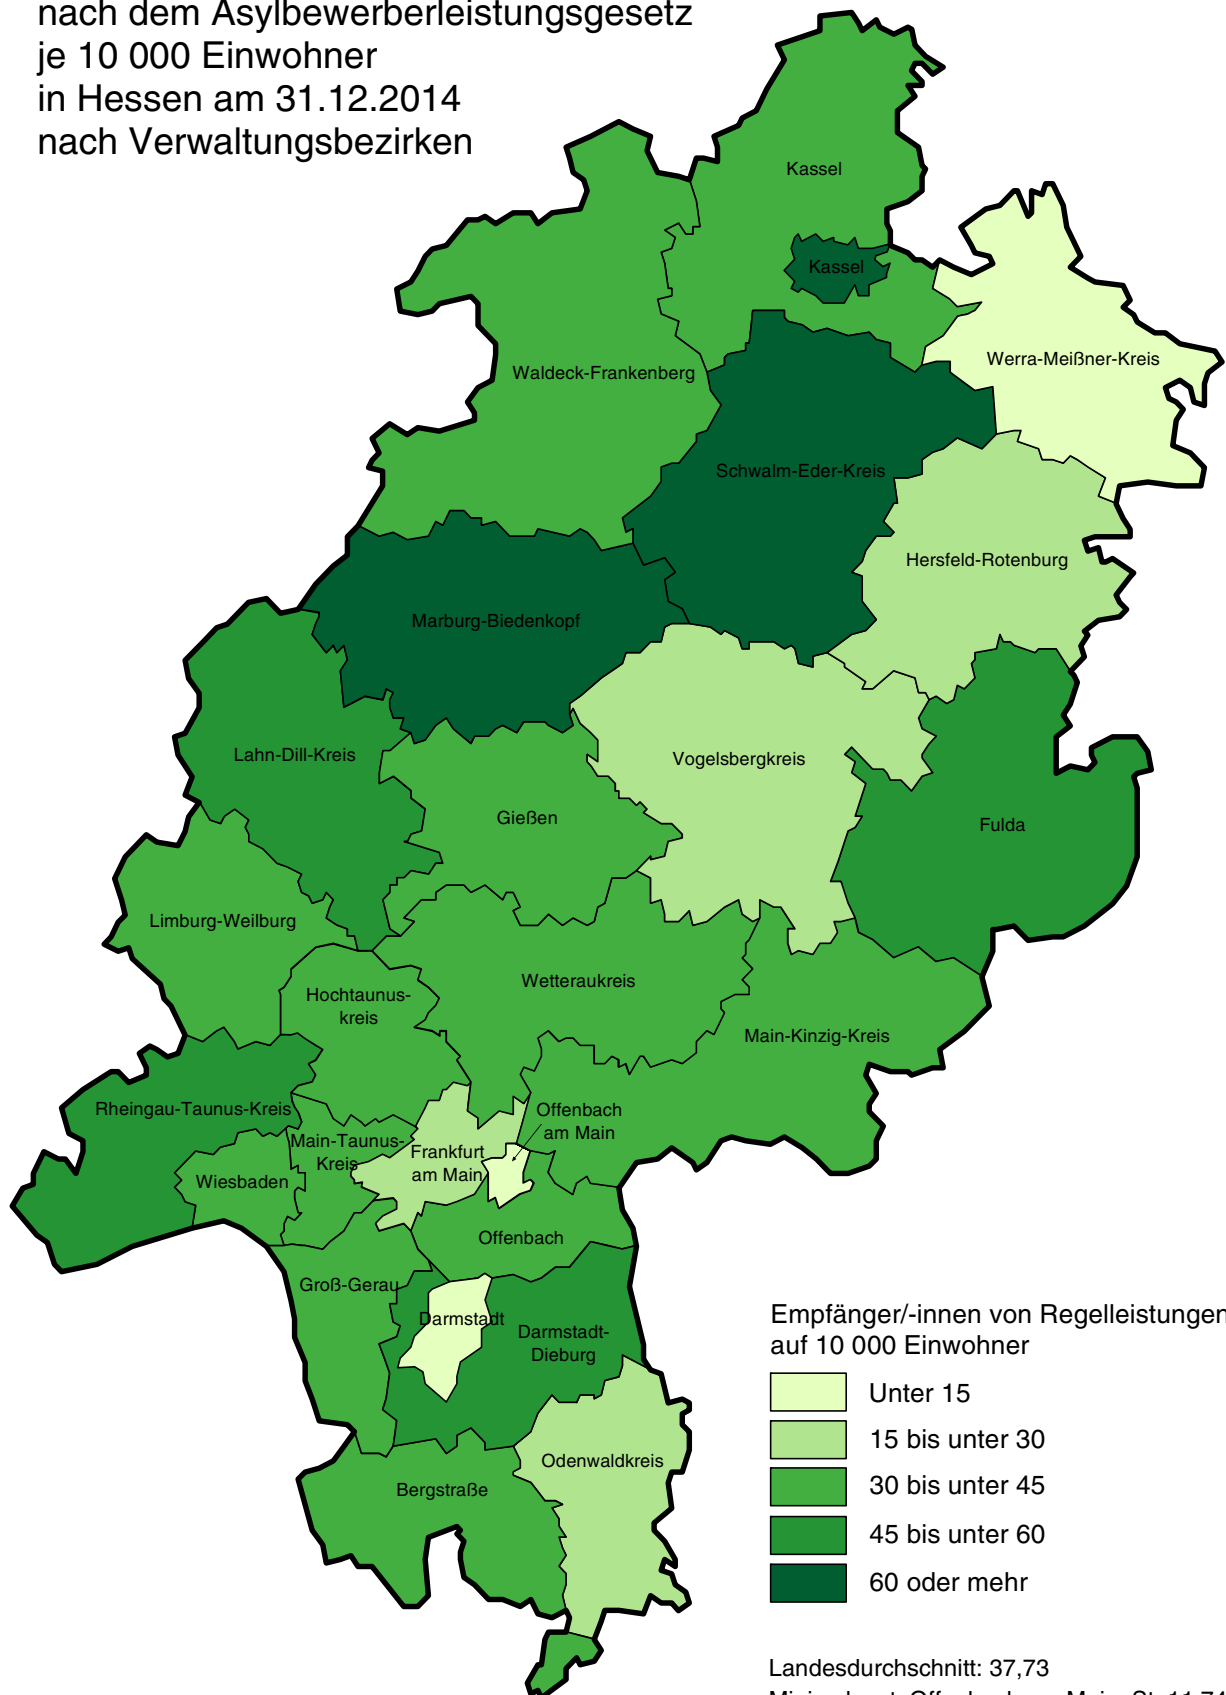 nach dem Asylbewerberleistungsgesetz
je 10 000 Einwohner
in Hessen am 31.12.2014
nach Verwaltungsbezirken
Kassel
Kassel
Werra-Meißner-Kreis
Waldeck-Frankenberg
Schwalm-Eder-Kreis
Hersfeld-Rotenburg
Marburg-Biedenkopf
Lahn-Dill-Kreis
Vogelsbergkreis
Gießen
Fulda
Limburg-Weilburg
Wetteraukreis
Hochtaunus-
kreis
Main-Kinzig-Kreis
Rheingau-Taunus-Kreis
Offenbach
am Main
Main-Taunus-
Kreis
Frankfurt
am Main
Wiesbaden
Offenbach
Groß-Gerau
Darmstadt
Darmstadt-
Dieburg
Odenwaldkreis
Bergstraße
Empfänger/-innen von Regelleistungen
auf 10 000 Einwohner
Unter 15
15 bis unter 30
30 bis unter 45
45 bis unter 60
60 oder mehr
Landesdurchschnitt: 37,73